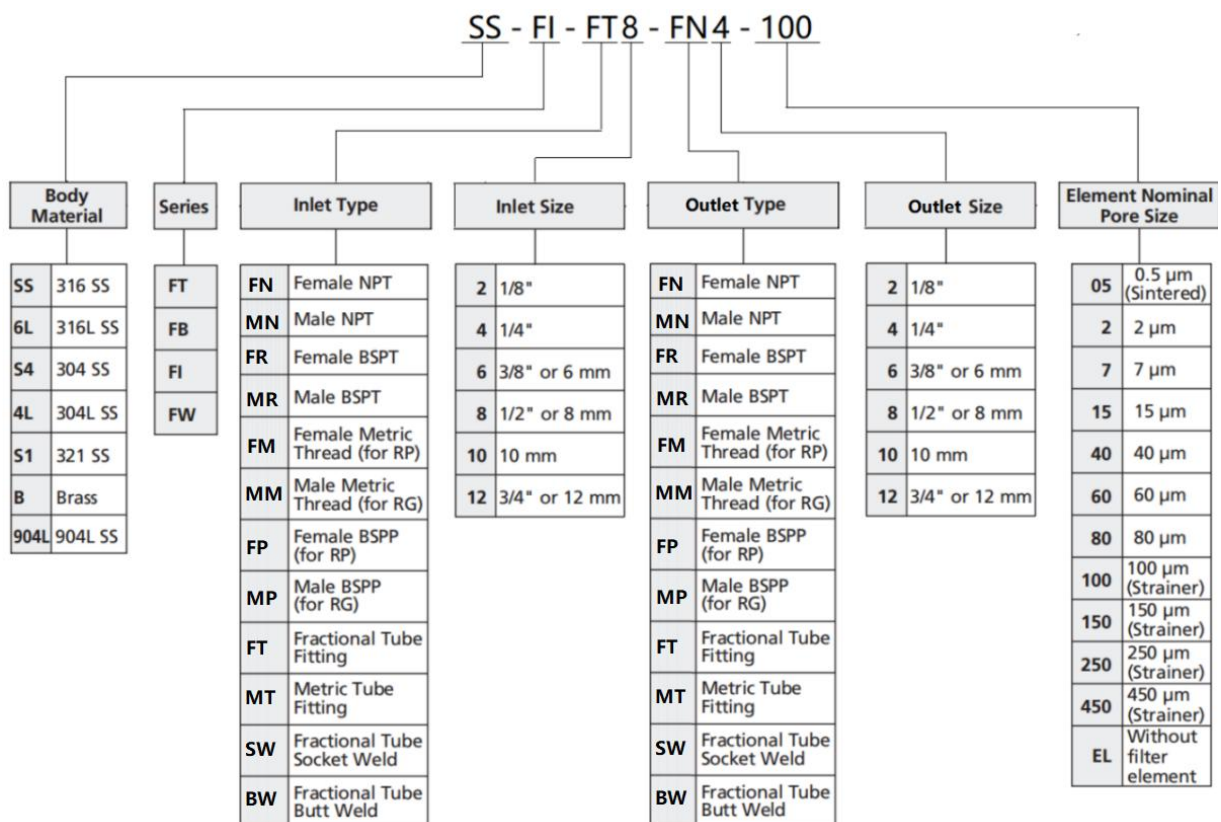 SS - FI - FT8 - FN4 - 100
Body
Material
SS 316 SS
6L 316L SS
S4 304 SS
4L 304L SS
S1 321 SS
B Brass
904L 904L SS
Series
FT
FB
FI
FW
Inlet Type
FN Female NPT
MN Male NPT
FR Female BSPT
MR Male BSPT
FM Female Metric
Thread (for RP)
MM Male Metric
Thread (for RG)
FP Female BSPP
(for RP)
MP Male BSPP
(for RG)
FT Fractional Tube
Fitting
MT Metric Tube
Fitting
SW Fractional Tube
Socket Weld
BW Fractional Tube
Butt Weld
Inlet Size
2 1/8"
4 1/4"
6 3/8" or 6 mm
8 1/2" or 8 mm
10 10 mm
12 3/4" or 12 mm
Outlet Type
FN Female NPT
MN Male NPT
FR Female BSPT
MR Male BSPT
FM Female Metric
Thread (for RP)
MM Male Metric
Thread (for RG)
FP Female BSPP
(for RP)
MP Male BSPP
(for RG)
FT Fractional Tube
Fitting
MT Metric Tube
Fitting
SW Fractional Tube
Socket Weld
BW Fractional Tube
Butt Weld
Outlet Size
2 1/8"
4 1/4"
6 3/8" or 6 mm
8 1/2" or 8 mm
10 10 mm
12 3/4" or 12 mm
Element Nominal
Pore Size
05 0.5 μm
(Sintered)
2 2 μm
7 7 μm
15 15 μm
40 40 μm
60 60 μm
80 80 μm
100 100 μm
(Strainer)
150 150 μm
(Strainer)
250 250 μm
(Strainer)
450 450 μm
(Strainer)
EL Without
filter
element